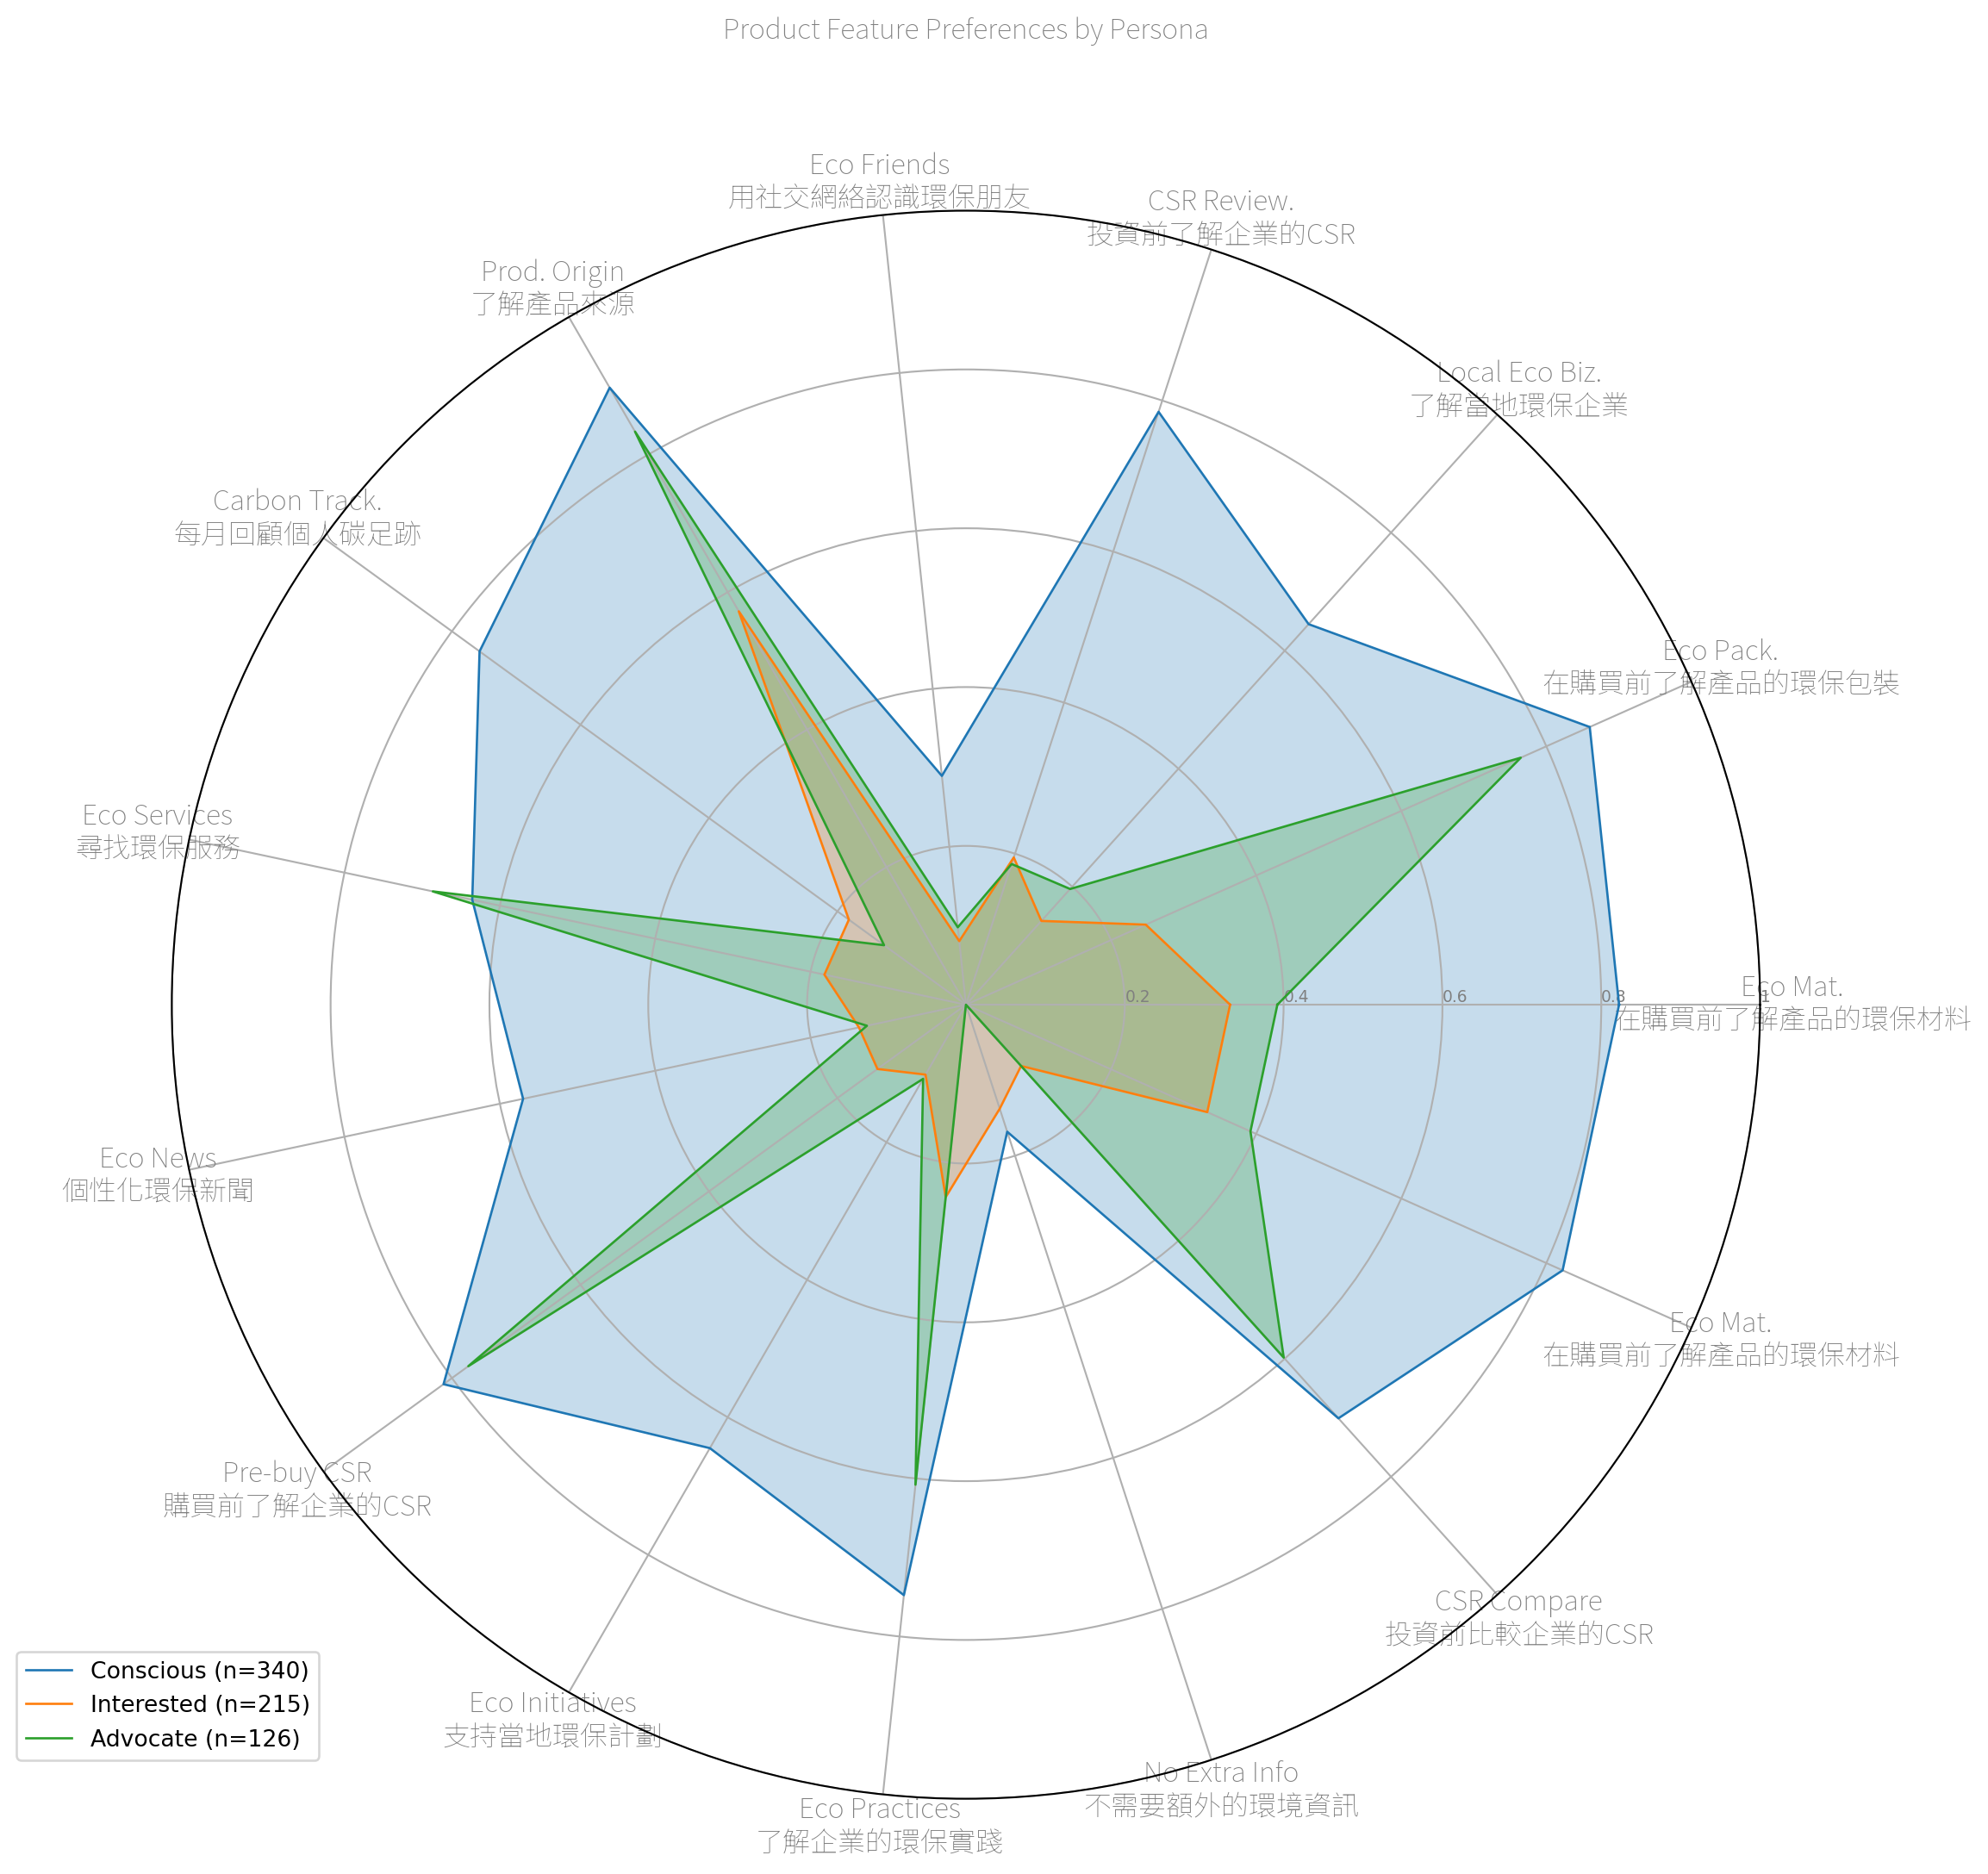 Product Feature Preferences by Persona
Eco Friends
用社交網絡認識環保朋友
CSR Review.
投資前了解企業的CSR
Prod. Origin
了解產品來源
Local Eco Biz.
了解當地環保企業
Carbon Track.
每月回顧個人碳足跡
Eco Pack.
在購買前了解產品的環保包裝
Eco Services
尋找環保服務
Eco Mat.
在購買前了解產品的環保材料
0.2
0.4
0.6
0.8
1
Eco News
個性化環保新聞
Eco Mat.
在購買前了解產品的環保材料
Pre-buy CSR
購買前了解企業的CSR
CSR Compare
投資前比較企業的CSR
Eco Initiatives
支持當地環保計劃
No Extra Info
不需要額外的環境資訊
Eco Practices
了解企業的環保實踐
Conscious (n=340)
Interested (n=215)
Advocate (n=126)